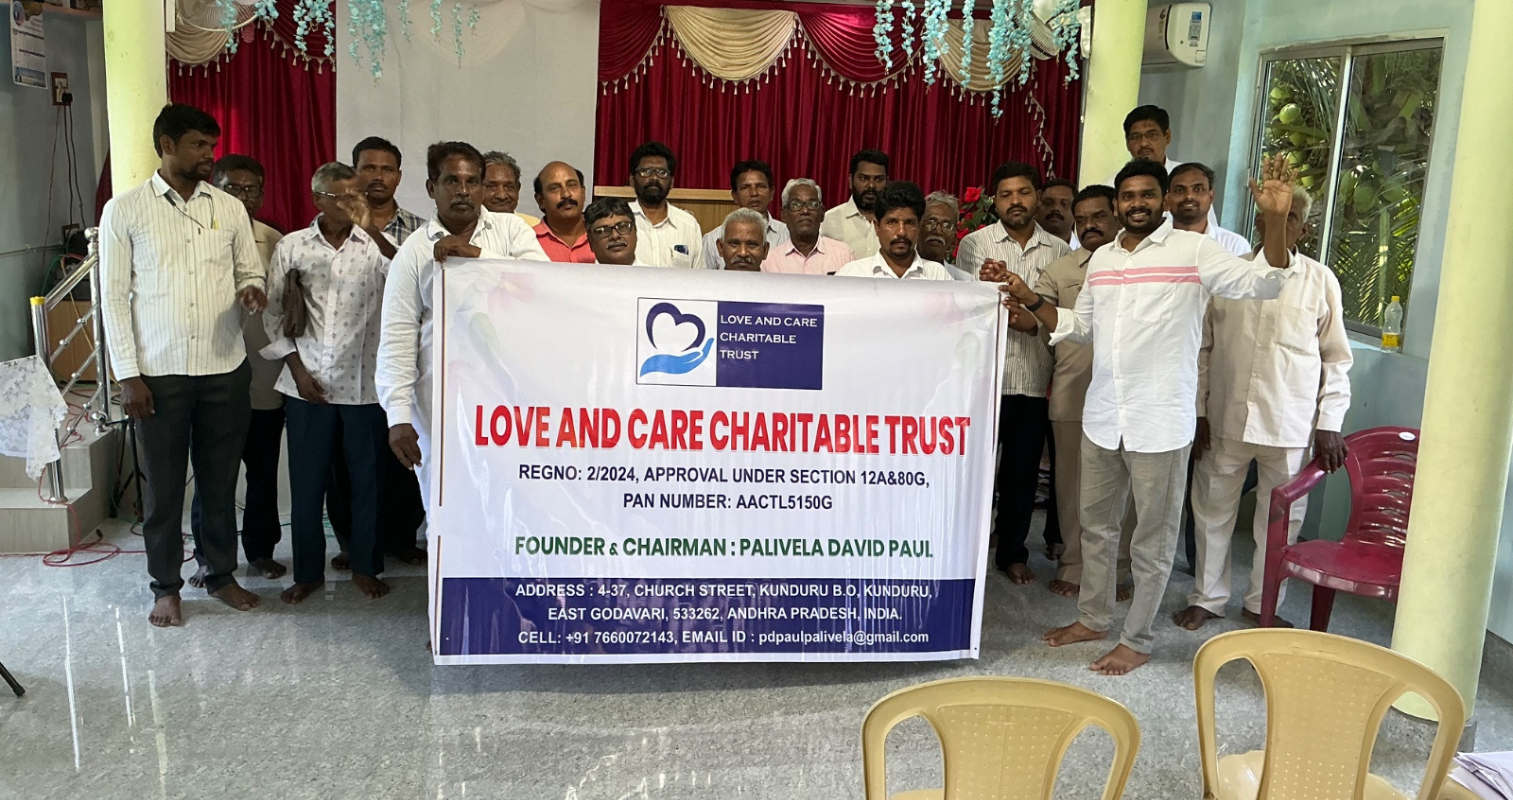 LOVE AND CARE
CHARITABLE
TRUST
LOVE AND CARE CHARITABLE TRUST
REGNO: 2/2024, APPROVAL UNDER SECTION 12A&80G,
PAN NUMBER: AACTL5150G
FOUNDER & CHAIRMAN : PALIVELA DAVID PAUL
ADDRESS : 4-37, CHURCH STREET, KUNDURU B.O, KUNDURU,
EAST GODAVARI, 533262, ANDHRA PRADESH, INDIA.
CELL: +91 7660072143, EMAIL ID : pdpaulpalivela@gmail.com